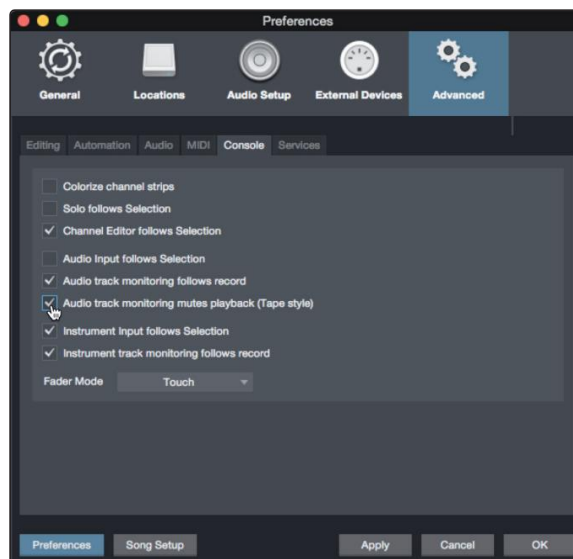 Preferences
General Locations Audio Setup External Devices Advanced
Editing Automation Audio MIDI Console Services
Colorize channel strips
Solo follows Selection
Channel Editor follows Selection
Audio Input follows Selection
Audio track monitoring follows record
Audio track monitoring mutes playback (Tape style)
Instrument Input follows Selection
Instrument track monitoring follows record
Fader Mode Touch
Preferences Song Setup Apply Cancel OK